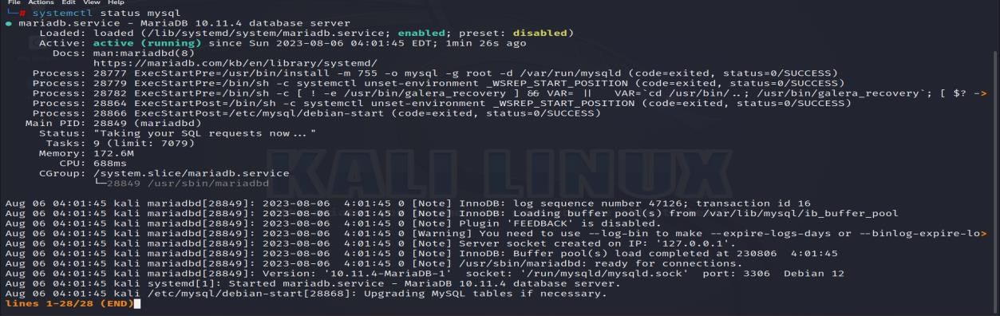 File Actions Edit View Help
└─# systemctl status mysql
● mariadb.service - MariaDB 10.11.4 database server
Loaded: loaded (/lib/systemd/system/mariadb.service; enabled; preset: disabled)
Active: active (running) since Sun 2023-08-06 04:01:45 EDT; 1min 26s ago
Docs: man:mariadbd(8)
https://mariadb.com/kb/en/library/systemd/
Process: 28777 ExecStartPre=/usr/bin/install -m 755 -o mysql -g root -d /var/run/mysqld (code=exited, status=0/SUCCESS)
Process: 28779 ExecStartPre=/bin/sh -c systemctl unset-environment _WSREP_START_POSITION (code=exited, status=0/SUCCESS)
Process: 28782 ExecStartPre=/bin/sh -c [ ! -e /usr/bin/galera_recovery ] && VAR= || VAR=`cd /usr/bin/..; /usr/bin/galera_recovery`; [ $? ->
Process: 28864 ExecStartPost=/bin/sh -c systemctl unset-environment _WSREP_START_POSITION (code=exited, status=0/SUCCESS)
Process: 28866 ExecStartPost=/etc/mysql/debian-start (code=exited, status=0/SUCCESS)
Main PID: 28849 (mariadbd)
Status: "Taking your SQL requests now..."
Tasks: 9 (limit: 7079)
Memory: 172.6M
CPU: 688ms
CGroup: /system.slice/mariadb.service
└─28849 /usr/sbin/mariadbd
KALI LINUX
Aug 06 04:01:45 kali mariadbd[28849]: 2023-08-06 4:01:45 0 [Note] InnoDB: log sequence number 47126; transaction id 16
Aug 06 04:01:45 kali mariadbd[28849]: 2023-08-06 4:01:45 0 [Note] InnoDB: Loading buffer pool(s) from /var/lib/mysql/ib_buffer_pool
Aug 06 04:01:45 kali mariadbd[28849]: 2023-08-06 4:01:45 0 [Note] Plugin 'FEEDBACK' is disabled.
Aug 06 04:01:45 kali mariadbd[28849]: 2023-08-06 4:01:45 0 [Warning] You need to use --log-bin to make --expire-logs-days or --binlog-expire-lo>
Aug 06 04:01:45 kali mariadbd[28849]: 2023-08-06 4:01:45 0 [Note] Server socket created on IP: '127.0.0.1'.
Aug 06 04:01:45 kali mariadbd[28849]: 2023-08-06 4:01:45 0 [Note] InnoDB: Buffer pool(s) load completed at 230806 4:01:45
Aug 06 04:01:45 kali mariadbd[28849]: 2023-08-06 4:01:45 0 [Note] /usr/sbin/mariadbd: ready for connections.
Aug 06 04:01:45 kali mariadbd[28849]: Version: '10.11.4-MariaDB-1' socket: '/run/mysqld/mysqld.sock' port: 3306 Debian 12
Aug 06 04:01:45 kali systemd[1]: Started mariadb.service - MariaDB 10.11.4 database server.
Aug 06 04:01:45 kali /etc/mysql/debian-start[28868]: Upgrading MySQL tables if necessary.
lines 1-28/28 (END)